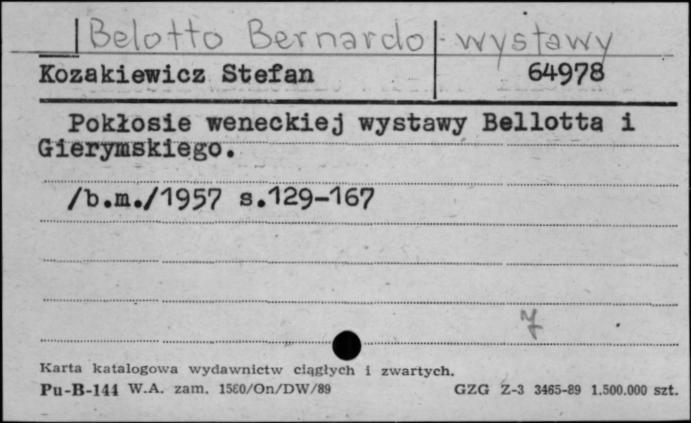 Belotto Bernardo - wystawy
Kozakiewicz Stefan 64978
Pokłosie weneckiej wystawy Bellotta i
Gierymskiego.
/b.m./1957 s.129-167
Karta katalogowa wydawnictw ciągłych i zwartych.
Pu-B-144 W.A. zam. 1580/On/DW/89 GZG Z-3 3465-89 1.500.000 szt.